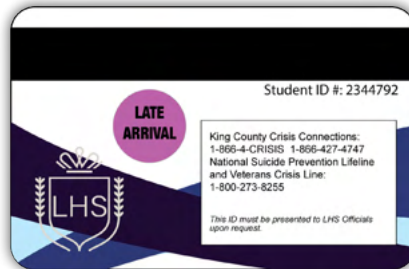 Student ID #: 2344792
LATE
ARRIVAL
King County Crisis Connections:
1-866-4-CRISIS 1-866-427-4747
National Suicide Prevention Lifeline
and Veterans Crisis Line:
1-800-273-8255
This ID must be presented to LHS Officials
upon request.
LHS